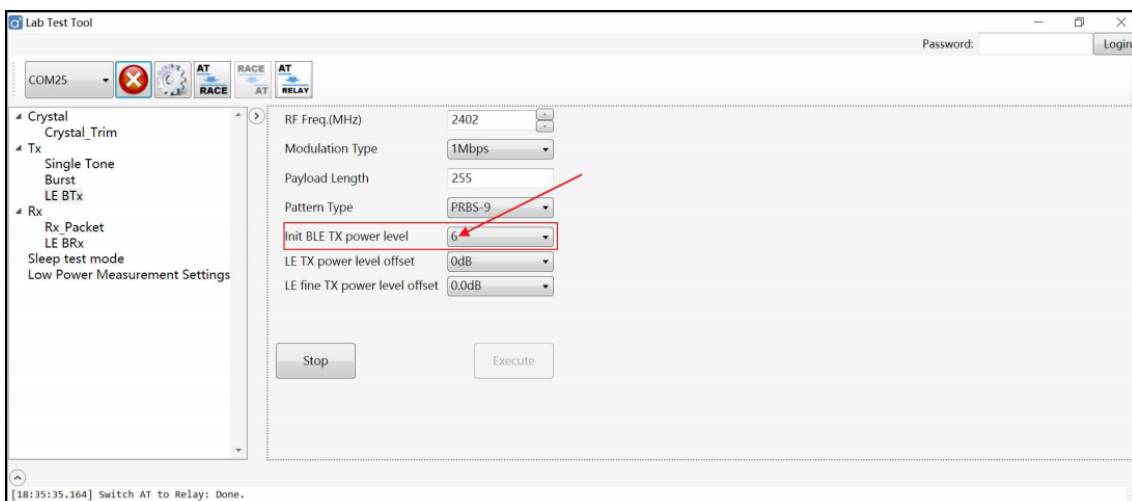 Lab Test Tool
Password:
Login
COM25
AT
RACE
RACE
AT
AT
RELAY
Crystal
Crystal_Trim
Tx
Single Tone
Burst
LE BTx
Rx
Rx_Packet
LE BRx
Sleep test mode
Low Power Measurement Settings
RF Freq.(MHz) 2402
Modulation Type 1Mbps
Payload Length 255
Pattern Type PRBS-9
Init BLE TX power level 6
LE TX power level offset 0dB
LE fine TX power level offset 0.0dB
Stop
Execute
[18:35:35.164] Switch AT to Relay: Done.